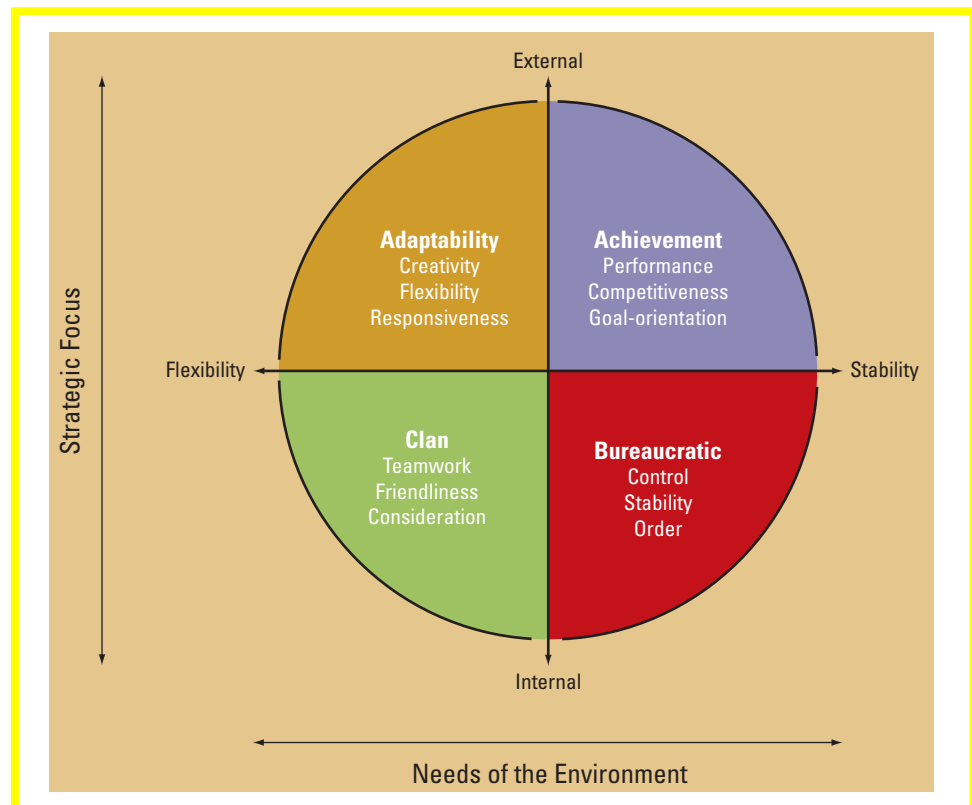 External
Adaptability
Creativity
Flexibility
Responsiveness
Achievement
Performance
Competitiveness
Goal-orientation
Strategic Focus
Flexibility
Stability
Clan
Teamwork
Friendliness
Consideration
Bureaucratic
Control
Stability
Order
Internal
Needs of the Environment